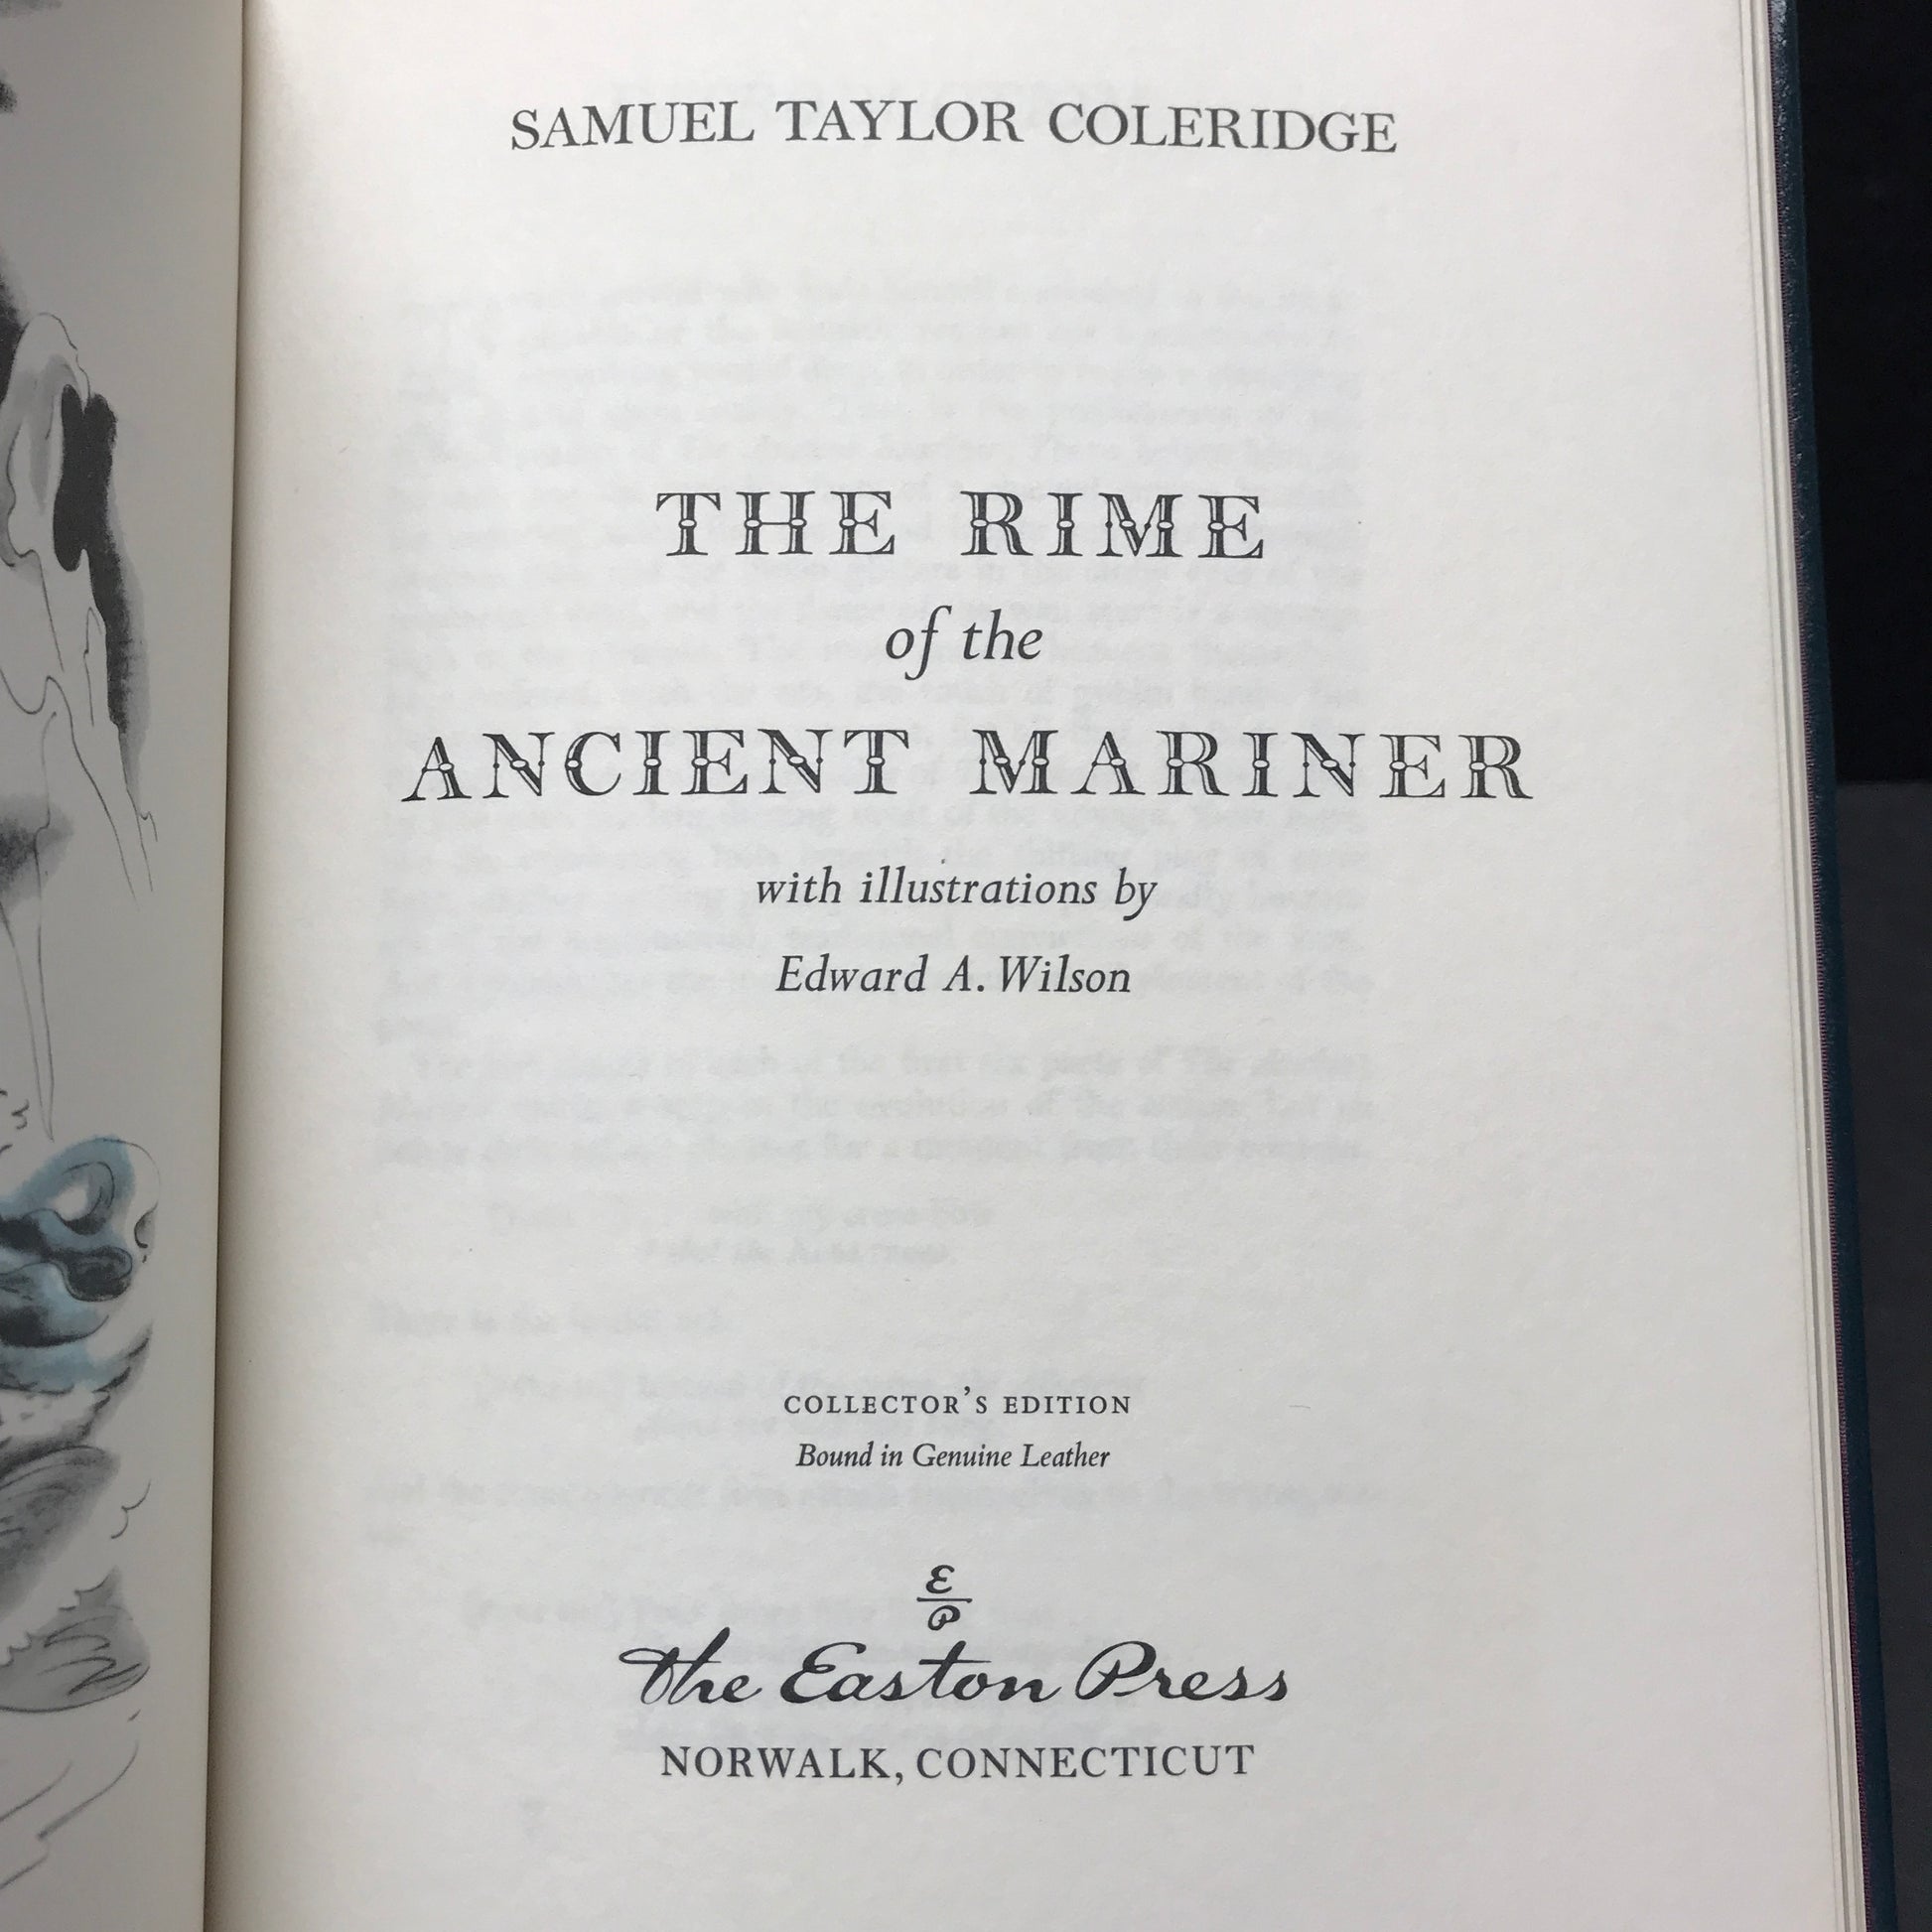 SAMUEL TAYLOR COLERIDGE
THE RIME
of the
ANCIENT MARINER
with illustrations by
Edward A. Wilson
COLLECTOR'S EDITION
Bound in Genuine Leather
E
P
The Easton Press
NORWALK, CONNECTICUT